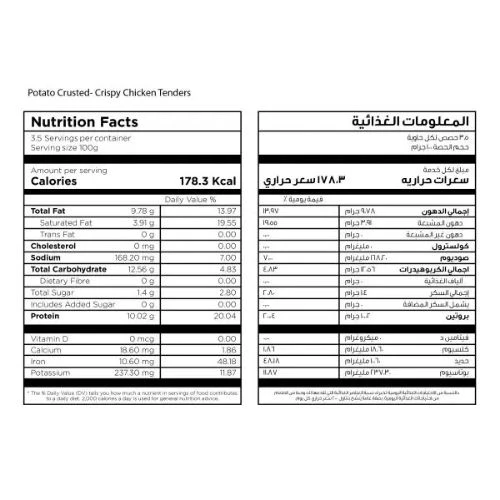 Potato Crusted- Crispy Chicken Tenders
Nutrition Facts
3.5 Servings per container
Serving size 100g
Amount per serving
Calories 178.3 Kcal
Daily Value %
Total Fat 9.78 g 13.97
Saturated Fat 3.91 g 19.55
Trans Fat 0 g 0.00
Cholesterol 0 mg 0.00
Sodium 168.20 mg 7.00
Total Carbohydrate 12.56 g 4.83
Dietary Fibre 0 g 0.00
Total Sugar 1.4 g 2.80
Includes Added Sugar 0 g 0.00
Protein 10.02 g 20.04
Vitamin D 0 mcg 0.00
Calcium 18.60 mg 1.86
Iron 10.60 mg 48.18
Potassium 237.30 mg 11.87
* The % Daily Value (DV) tells you how much a nutrient in servings of food contributes
to a daily diet. 2,000 calories a day is used for general nutrition advice.
المعلومات الغذائية
٣.٥ حصص لكل حاوية
حجم الحصة ١٠٠جرام
مبلغ لكل خدمة
سعرات حراريه ١٧٨.٣ سعر حراري
قيمة يومية ٪
إجمالي الدهون ٩.٧٨ جرام ١٣.٩٧
دهون المشبعة ٣.٩١ جرام ١٩.٥٥
دهون غير المشبعة ٠ جرام ٠.٠٠
كولسترول ٠ مليغرام ٠.٠٠
صوديوم ١٦٨.٢٠ مليغرام ٧.٠٠
اجمالي الكربوهيدرات ١٢.٥٦ جرام ٤.٨٣
ألياف الغذائية ٠ جرام ٠.٠٠
إجمالي السكر ١.٤ جرام ٢.٨٠
يشمل السكر المضافة ٠ جرام ٠.٠٠
بروتين ١٠.٠٢ جرام ٢٠.٠٤
فيتامين د ٠ ميكروغرام ٠.٠٠
كلسيوم ١٨.٦٠ مليغرام ١.٨٦
حديد ١٠.٦٠ مليغرام ٤٨.١٨
بوتاسيوم ٢٣٧.٣٠ مليغرام ١١.٨٧